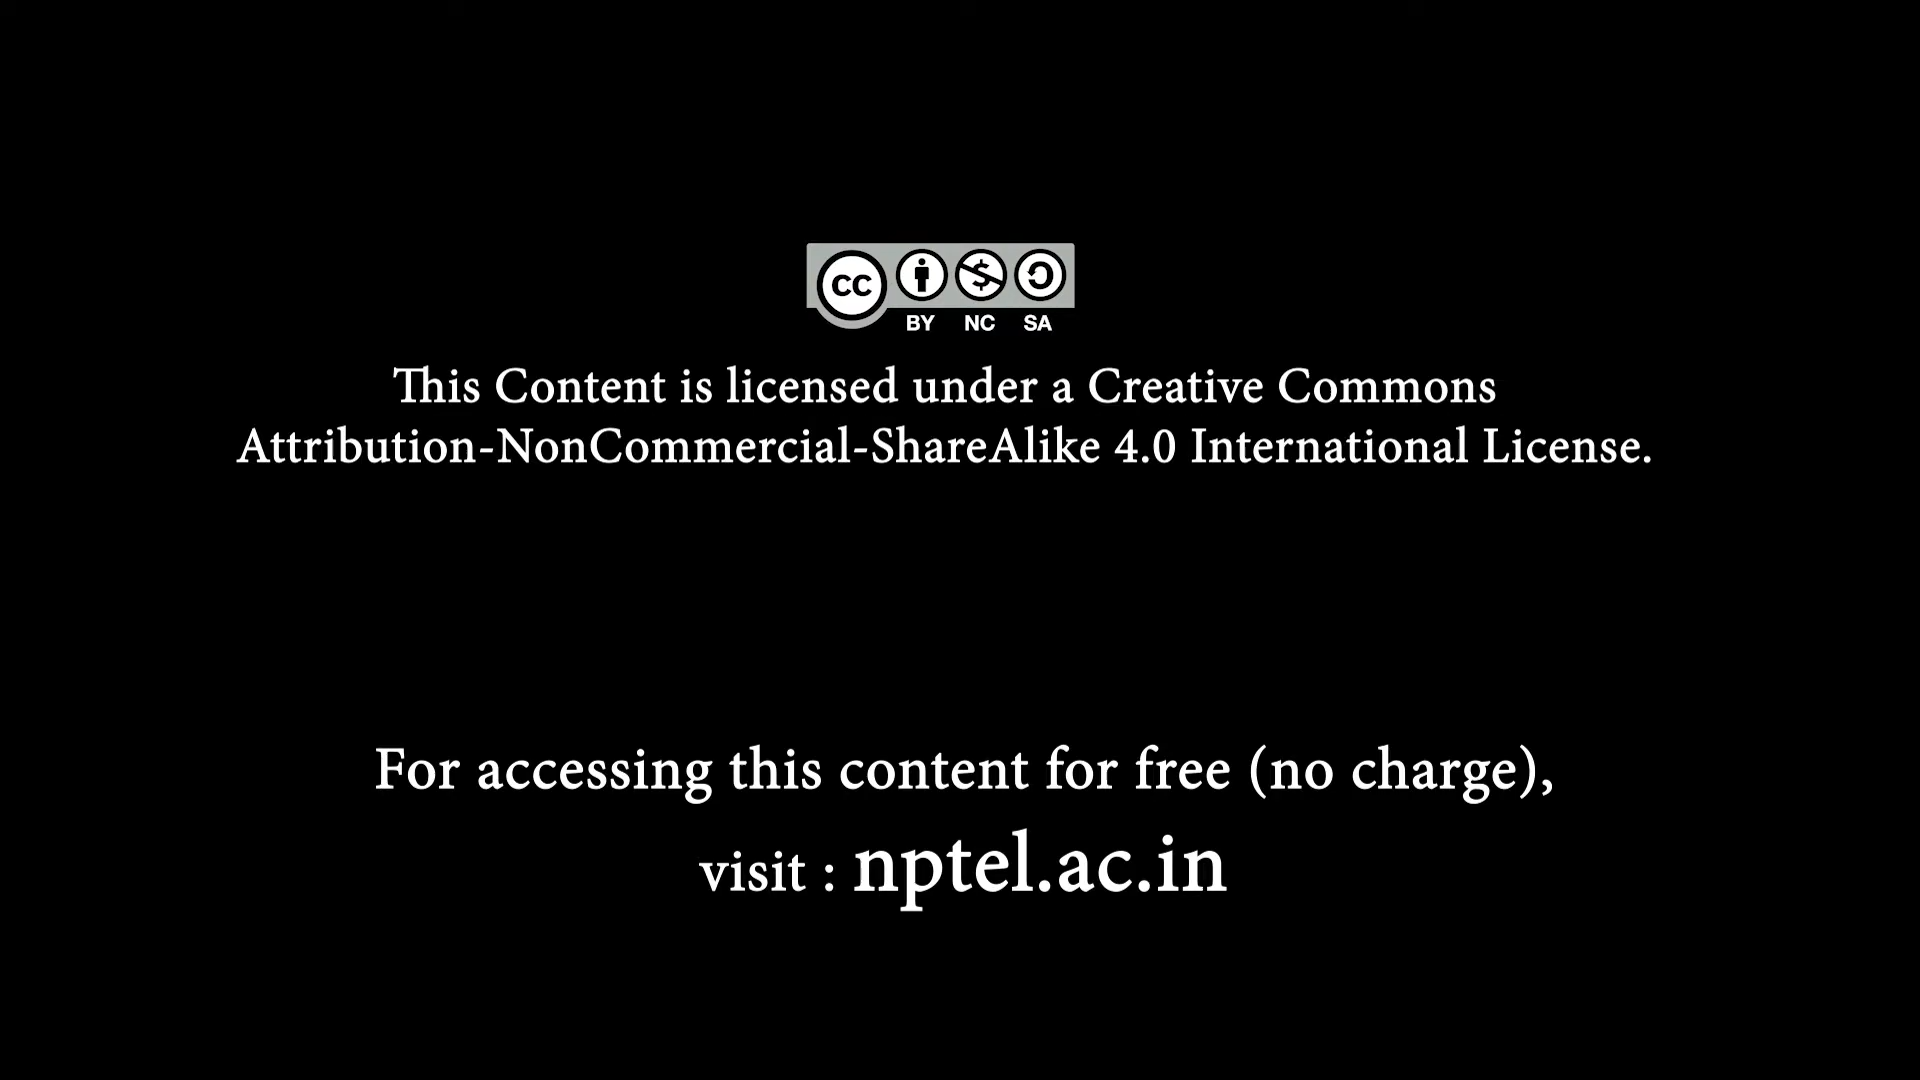 CC BY NC SA
This Content is licensed under a Creative Commons
Attribution-NonCommercial-ShareAlike 4.0 International License.
For accessing this content for free (no charge),
visit : nptel.ac.in